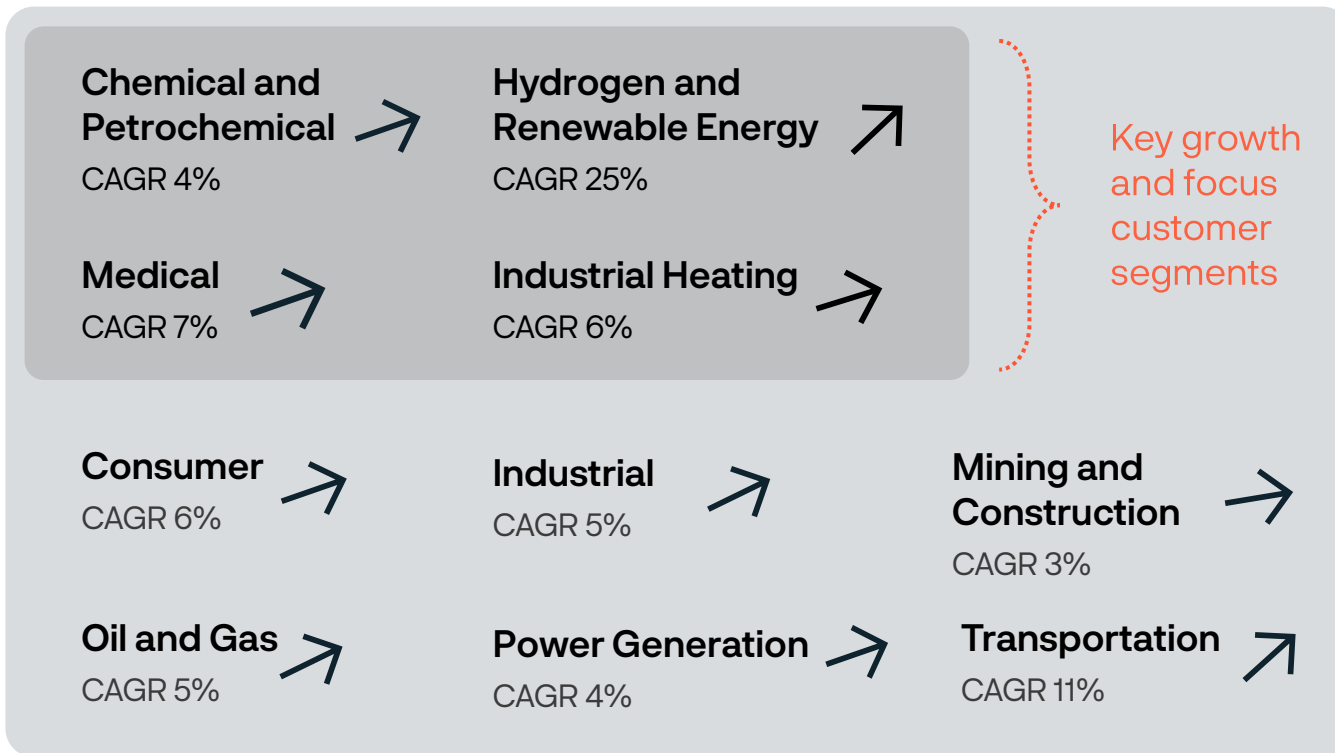 Chemical and
Petrochemical
CAGR 4%
Hydrogen and
Renewable Energy
CAGR 25%
Medical
CAGR 7%
Industrial Heating
CAGR 6%
Key growth
and focus
customer
segments
Consumer
CAGR 6%
Industrial
CAGR 5%
Mining and
Construction
CAGR 3%
Oil and Gas
CAGR 5%
Power Generation
CAGR 4%
Transportation
CAGR 11%